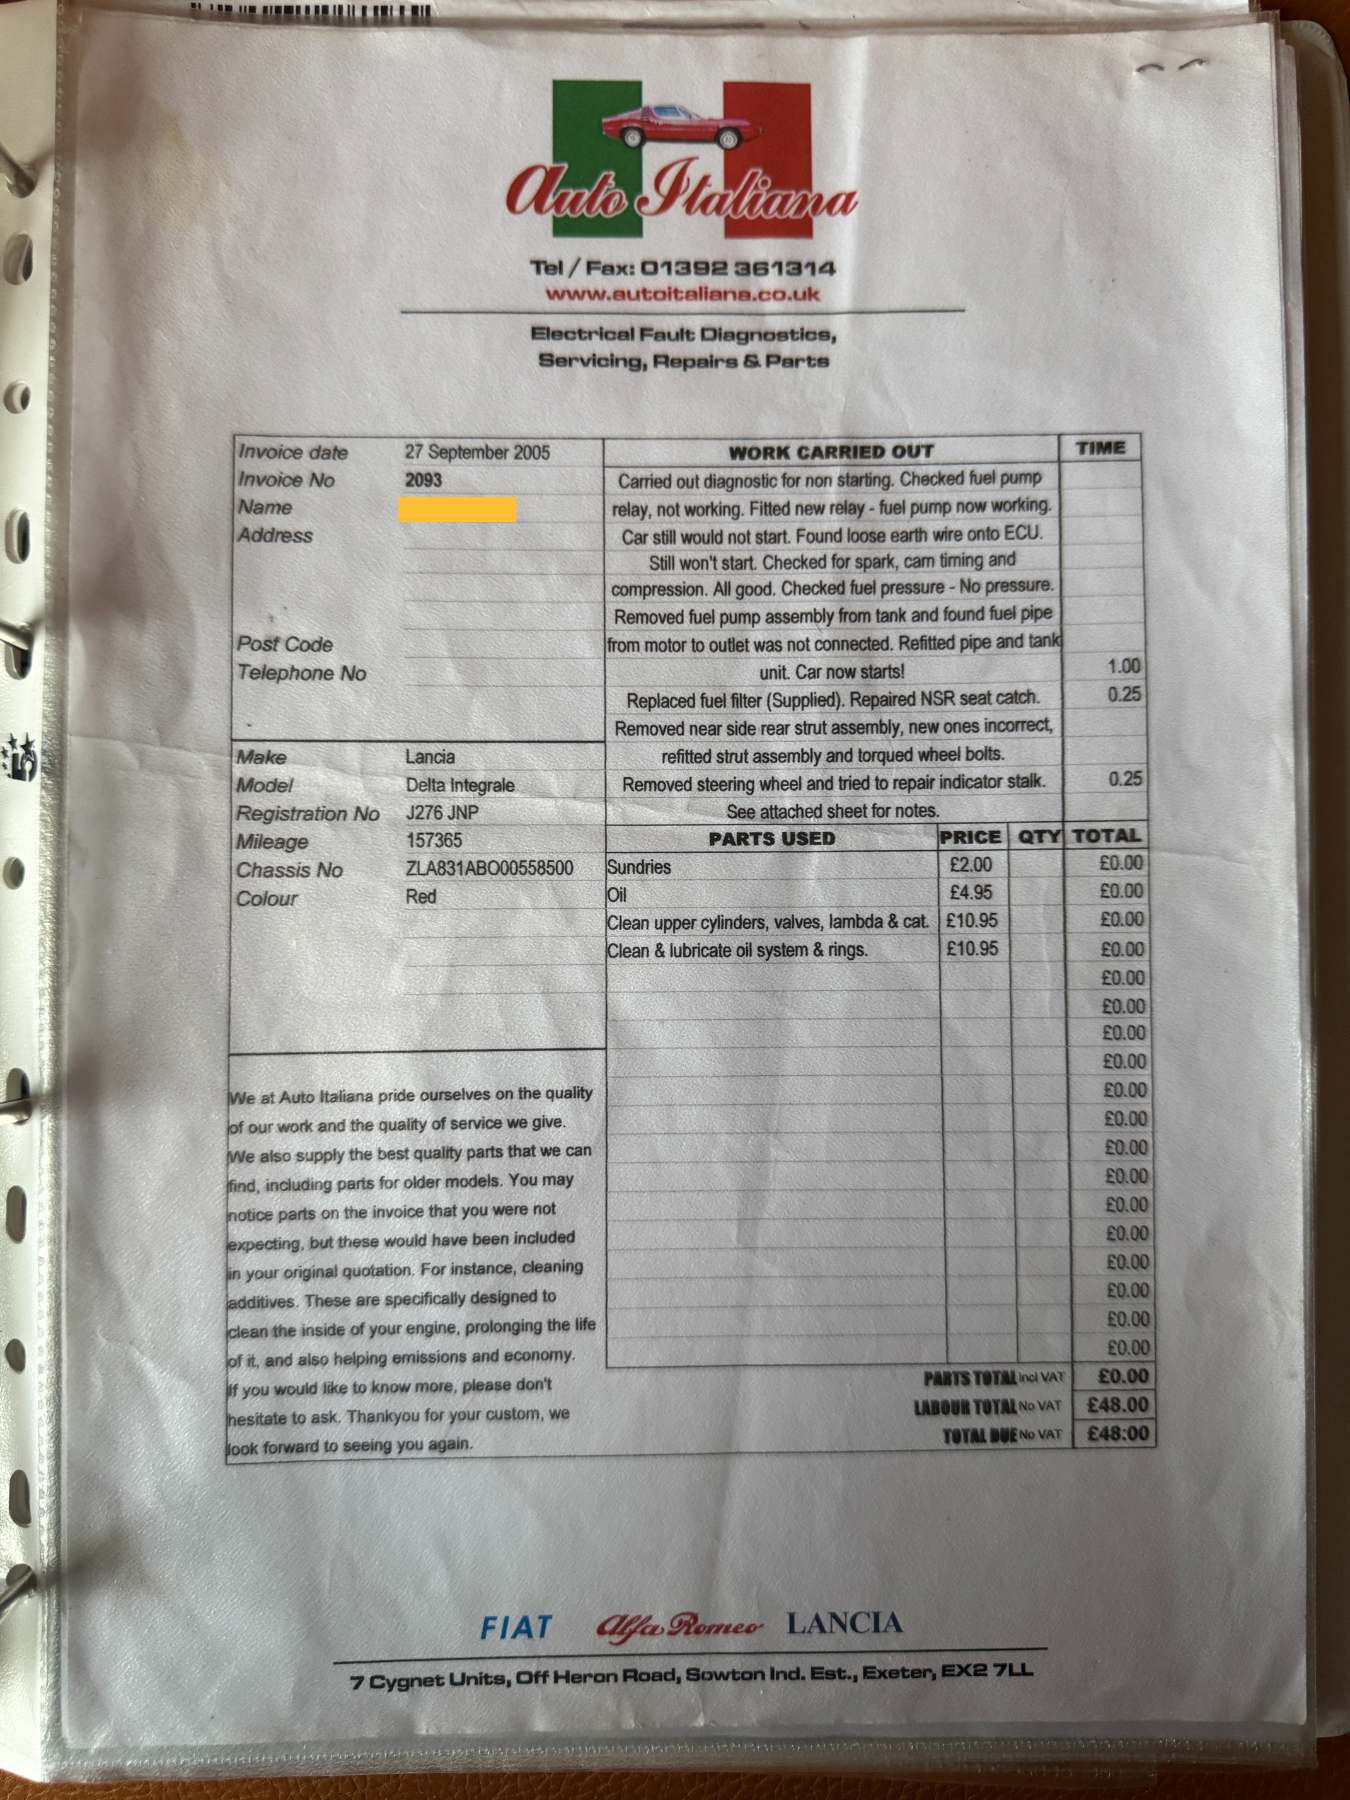 Auto Italiana
Tel / Fax: 01392 361314
www.autoitaliana.co.uk
Electrical Fault Diagnostics,
Servicing, Repairs & Parts
Invoice date 27 September 2005
Invoice No 2093
Name
Address
Post Code
Telephone No
Make Lancia
Model Delta Integrale
Registration No J276 JNP
Mileage 157365
Chassis No ZLA831ABO00558500
Colour Red
We at Auto Italiana pride ourselves on the quality
of our work and the quality of service we give.
We also supply the best quality parts that we can
find, including parts for older models. You may
notice parts on the invoice that you were not
expecting, but these would have been included
in your original quotation. For instance, cleaning
additives. These are specifically designed to
clean the inside of your engine, prolonging the life
of it, and also helping emissions and economy.
If you would like to know more, please don't
hesitate to ask. Thankyou for your custom, we
look forward to seeing you again.
WORK CARRIED OUT TIME
Carried out diagnostic for non starting. Checked fuel pump
relay, not working. Fitted new relay - fuel pump now working.
Car still would not start. Found loose earth wire onto ECU.
Still won't start. Checked for spark, cam timing and
compression. All good. Checked fuel pressure - No pressure.
Removed fuel pump assembly from tank and found fuel pipe
from motor to outlet was not connected. Refitted pipe and tank
unit. Car now starts! 1.00
Replaced fuel filter (Supplied). Repaired NSR seat catch. 0.25
Removed near side rear strut assembly, new ones incorrect,
refitted strut assembly and torqued wheel bolts.
Removed steering wheel and tried to repair indicator stalk. 0.25
See attached sheet for notes.
PARTS USED PRICE QTY TOTAL
Sundries £2.00 £0.00
Oil £4.95 £0.00
Clean upper cylinders, valves, lambda & cat. £10.95 £0.00
Clean & lubricate oil system & rings. £10.95 £0.00
£0.00
£0.00
£0.00
£0.00
£0.00
£0.00
£0.00
£0.00
£0.00
£0.00
£0.00
£0.00
£0.00
£0.00
PARTS TOTAL incl VAT £0.00
LABOUR TOTAL No VAT £48.00
TOTAL DUE No VAT £48:00
FIAT Alfa Romeo LANCIA
7 Cygnet Units, Off Heron Road, Sowton Ind. Est., Exeter, EX2 7LL